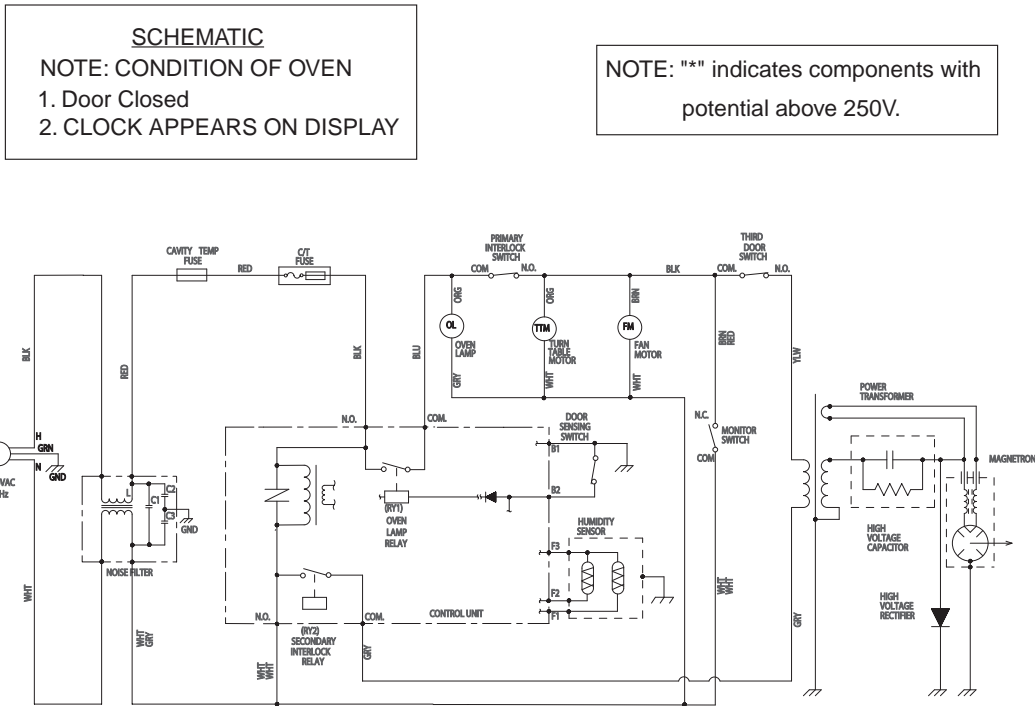 SCHEMATIC
NOTE: CONDITION OF OVEN
1. Door Closed
2. CLOCK APPEARS ON DISPLAY
NOTE: "*" indicates components with
potential above 250V.
CAVITY TEMP
FUSE
RED
C/T
FUSE
PRIMARY
INTERLOCK
SWITCH
COM
N.O.
BLK
THIRD
DOOR
SWITCH
COM.
N.O.
BLK
RED
BLK
BLU
ORG
OL
OVEN
LAMP
GRY
ORG
TTM
TURN
TABLE
MOTOR
WHT
BRN
FM
FAN
MOTOR
WHT
BRN
RED
YLW
N.C.
MONITOR
SWITCH
COM
POWER
TRANSFORMER
MAGNETRON
H
GRN
N
GND
VAC
Hz
L
C1
C2
C3
GND
NOISE FILTER
N.O.
COM.
DOOR
SENSING
SWITCH
B1
B2
(RY1)
OVEN
LAMP
RELAY
HUMIDITY
SENSOR
F3
F2
F1
HIGH
VOLTAGE
CAPACITOR
HIGH
VOLTAGE
RECTIFIER
WHT
WHT
GRY
N.O.
(RY2)
SECONDARY
INTERLOCK
RELAY
COM.
CONTROL UNIT
WHT
WHT
GRY
WHT
WHT
GRY